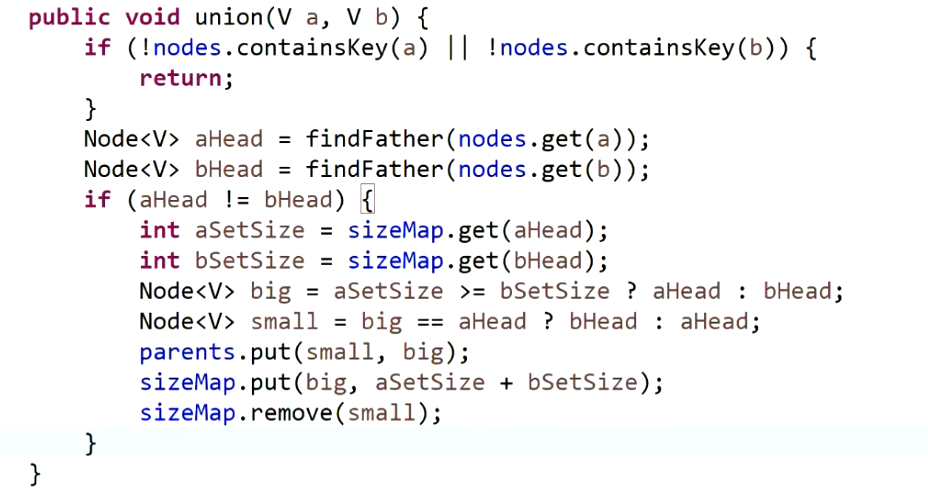 public void union(V a, V b) {
    if (!nodes.containsKey(a) || !nodes.containsKey(b)) {
        return;
    }
    Node<V> aHead = findFather(nodes.get(a));
    Node<V> bHead = findFather(nodes.get(b));
    if (aHead != bHead) {
        int aSetSize = sizeMap.get(aHead);
        int bSetSize = sizeMap.get(bHead);
        Node<V> big = aSetSize >= bSetSize ? aHead : bHead;
        Node<V> small = big == aHead ? bHead : aHead;
        parents.put(small, big);
        sizeMap.put(big, aSetSize + bSetSize);
        sizeMap.remove(small);
    }
}